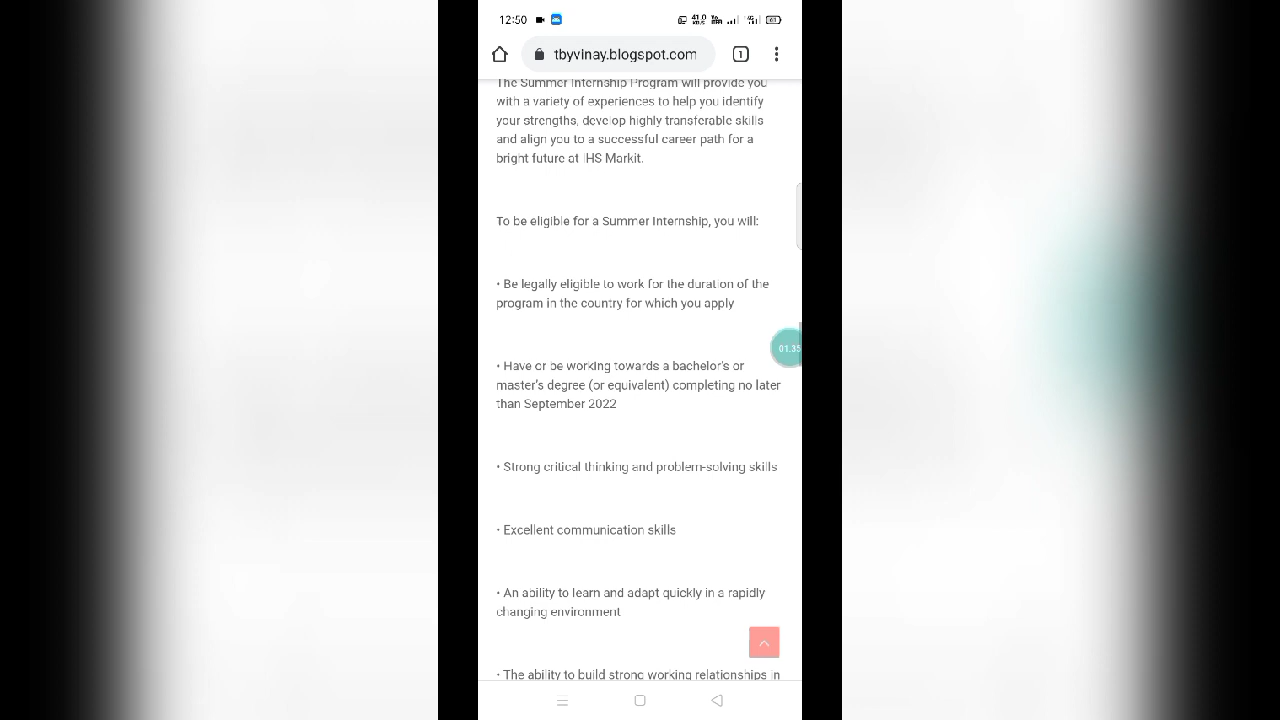 12:50
41.0
tbyvinay.blogspot.com
1
The Summer Internship Program will provide you
with a variety of experiences to help you identify
your strengths, develop highly transferable skills
and align you to a successful career path for a
bright future at IHS Markit.
To be eligible for a Summer Internship, you will:
• Be legally eligible to work for the duration of the
program in the country for which you apply
01:35
• Have or be working towards a bachelor's or
master's degree (or equivalent) completing no later
than September 2022
• Strong critical thinking and problem-solving skills
• Excellent communication skills
• An ability to learn and adapt quickly in a rapidly
changing environment
• The ability to build strong working relationships in